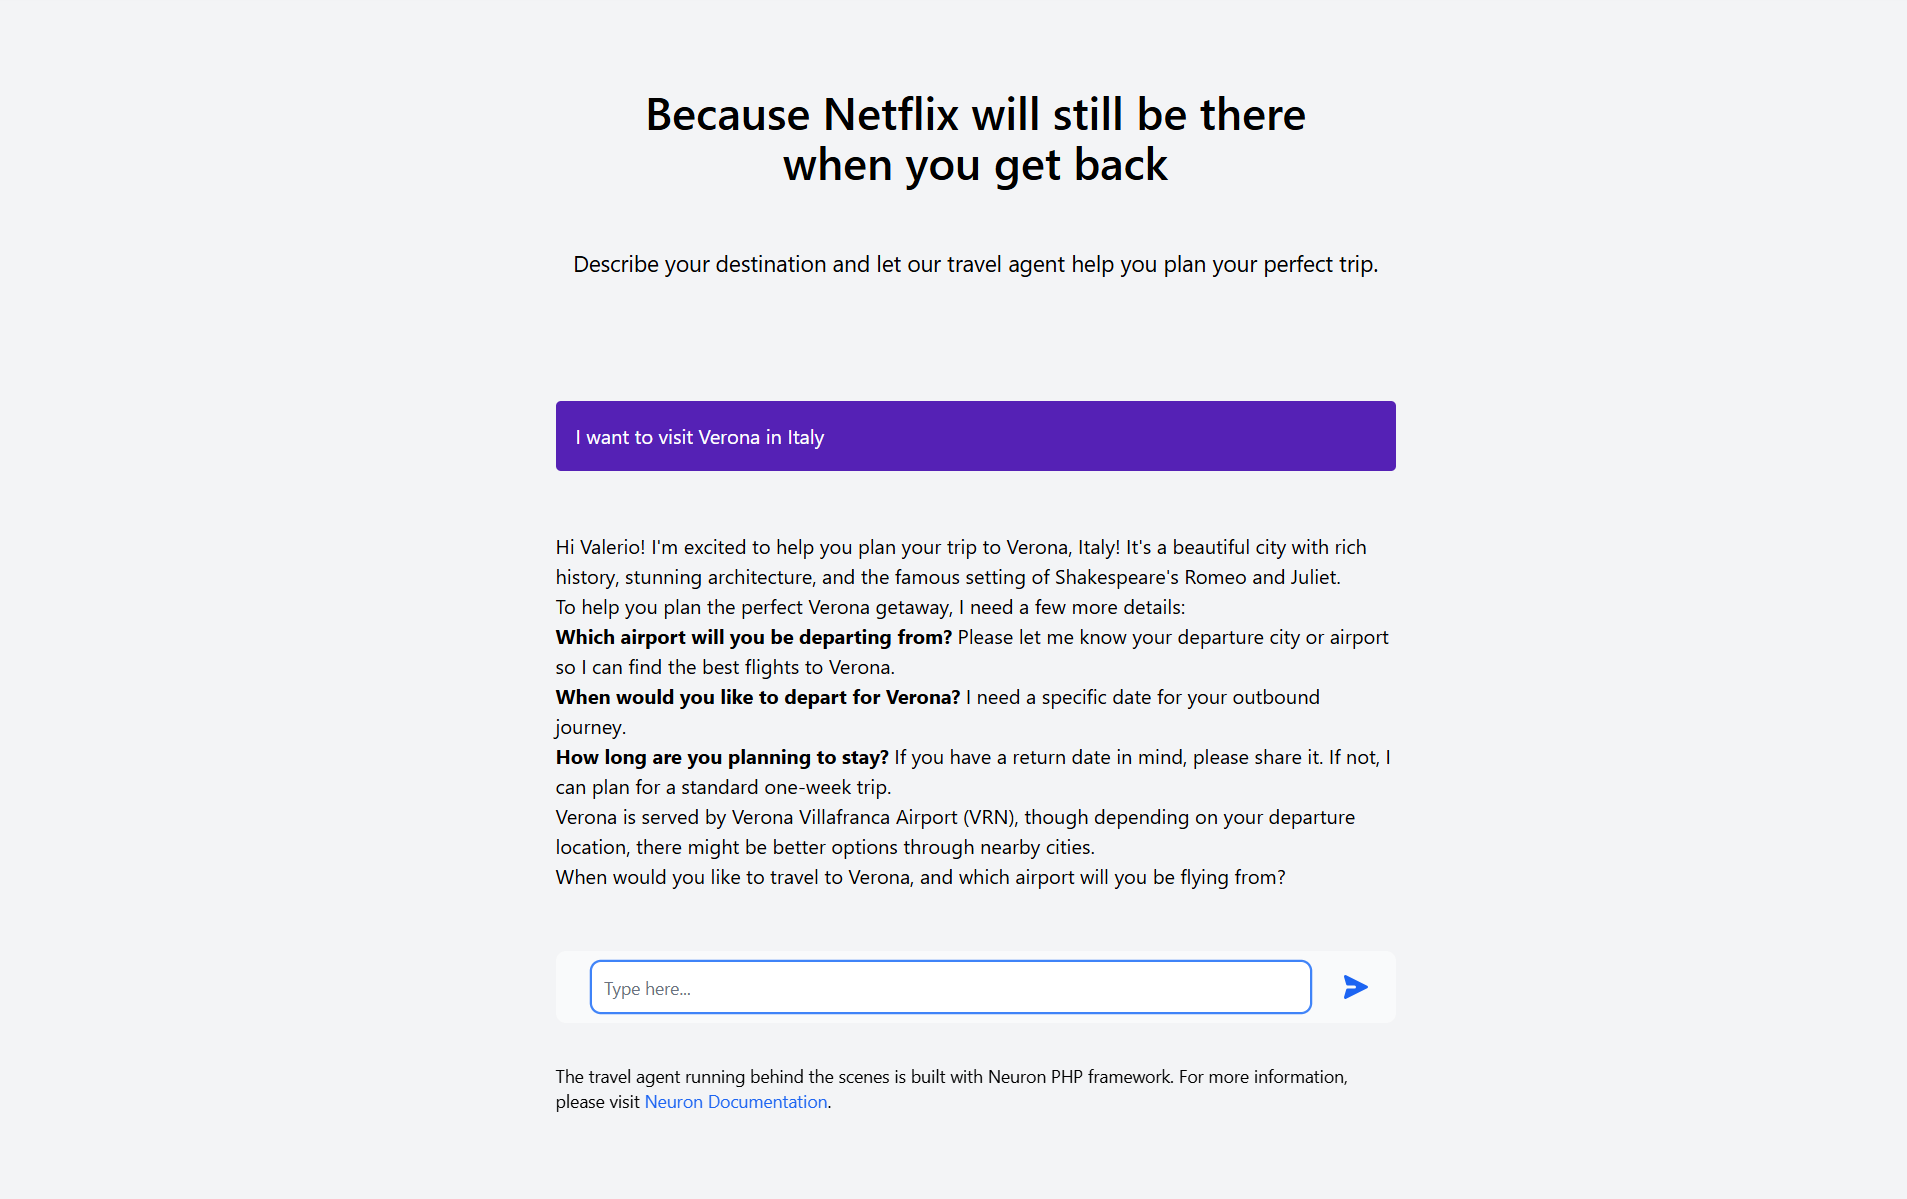 Because Netflix will still be there
when you get back
Describe your destination and let our travel agent help you plan your perfect trip.
I want to visit Verona in Italy
Hi Valerio! I'm excited to help you plan your trip to Verona, Italy! It's a beautiful city with rich
history, stunning architecture, and the famous setting of Shakespeare's Romeo and Juliet.
To help you plan the perfect Verona getaway, I need a few more details:
Which airport will you be departing from? Please let me know your departure city or airport
so I can find the best flights to Verona.
When would you like to depart for Verona? I need a specific date for your outbound
journey.
How long are you planning to stay? If you have a return date in mind, please share it. If not, I
can plan for a standard one-week trip.
Verona is served by Verona Villafranca Airport (VRN), though depending on your departure
location, there might be better options through nearby cities.
When would you like to travel to Verona, and which airport will you be flying from?
Type here...
The travel agent running behind the scenes is built with Neuron PHP framework. For more information,
please visit Neuron Documentation.